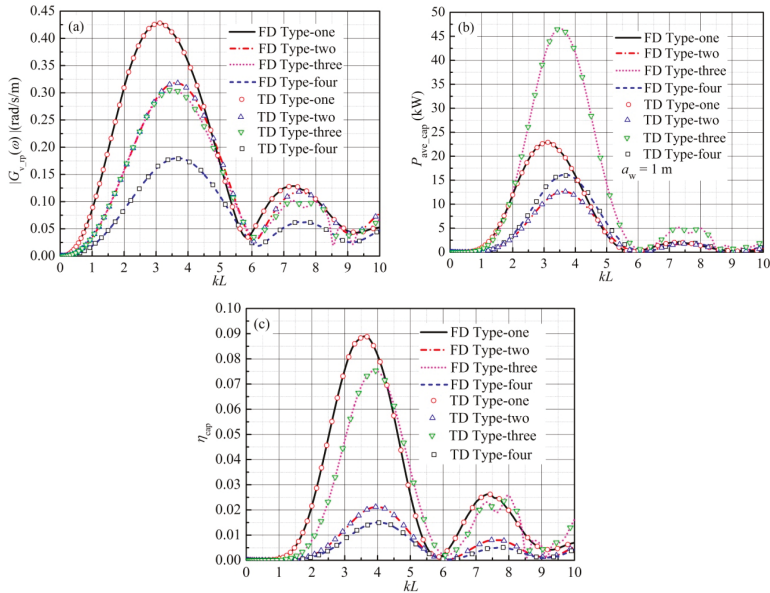 (a)
|G_v_rp(ω)|(rad/s/m)
0.45
0.40
0.35
0.30
0.25
0.20
0.15
0.10
0.05
0.00
FD Type-one
FD Type-two
FD Type-three
FD Type-four
TD Type-one
TD Type-two
TD Type-three
TD Type-four
0 1 2 3 4 5 6 7 8 9 10
kL
(b)
P_ave_cap (kW)
50
45
40
35
30
25
20
15
10
5
0
FD Type-one
FD Type-two
FD Type-three
FD Type-four
TD Type-one
TD Type-two
TD Type-three
TD Type-four
a_w = 1 m
0 1 2 3 4 5 6 7 8 9 10
kL
(c)
η_cap
0.10
0.09
0.08
0.07
0.06
0.05
0.04
0.03
0.02
0.01
0.00
FD Type-one
FD Type-two
FD Type-three
FD Type-four
TD Type-one
TD Type-two
TD Type-three
TD Type-four
0 1 2 3 4 5 6 7 8 9 10
kL